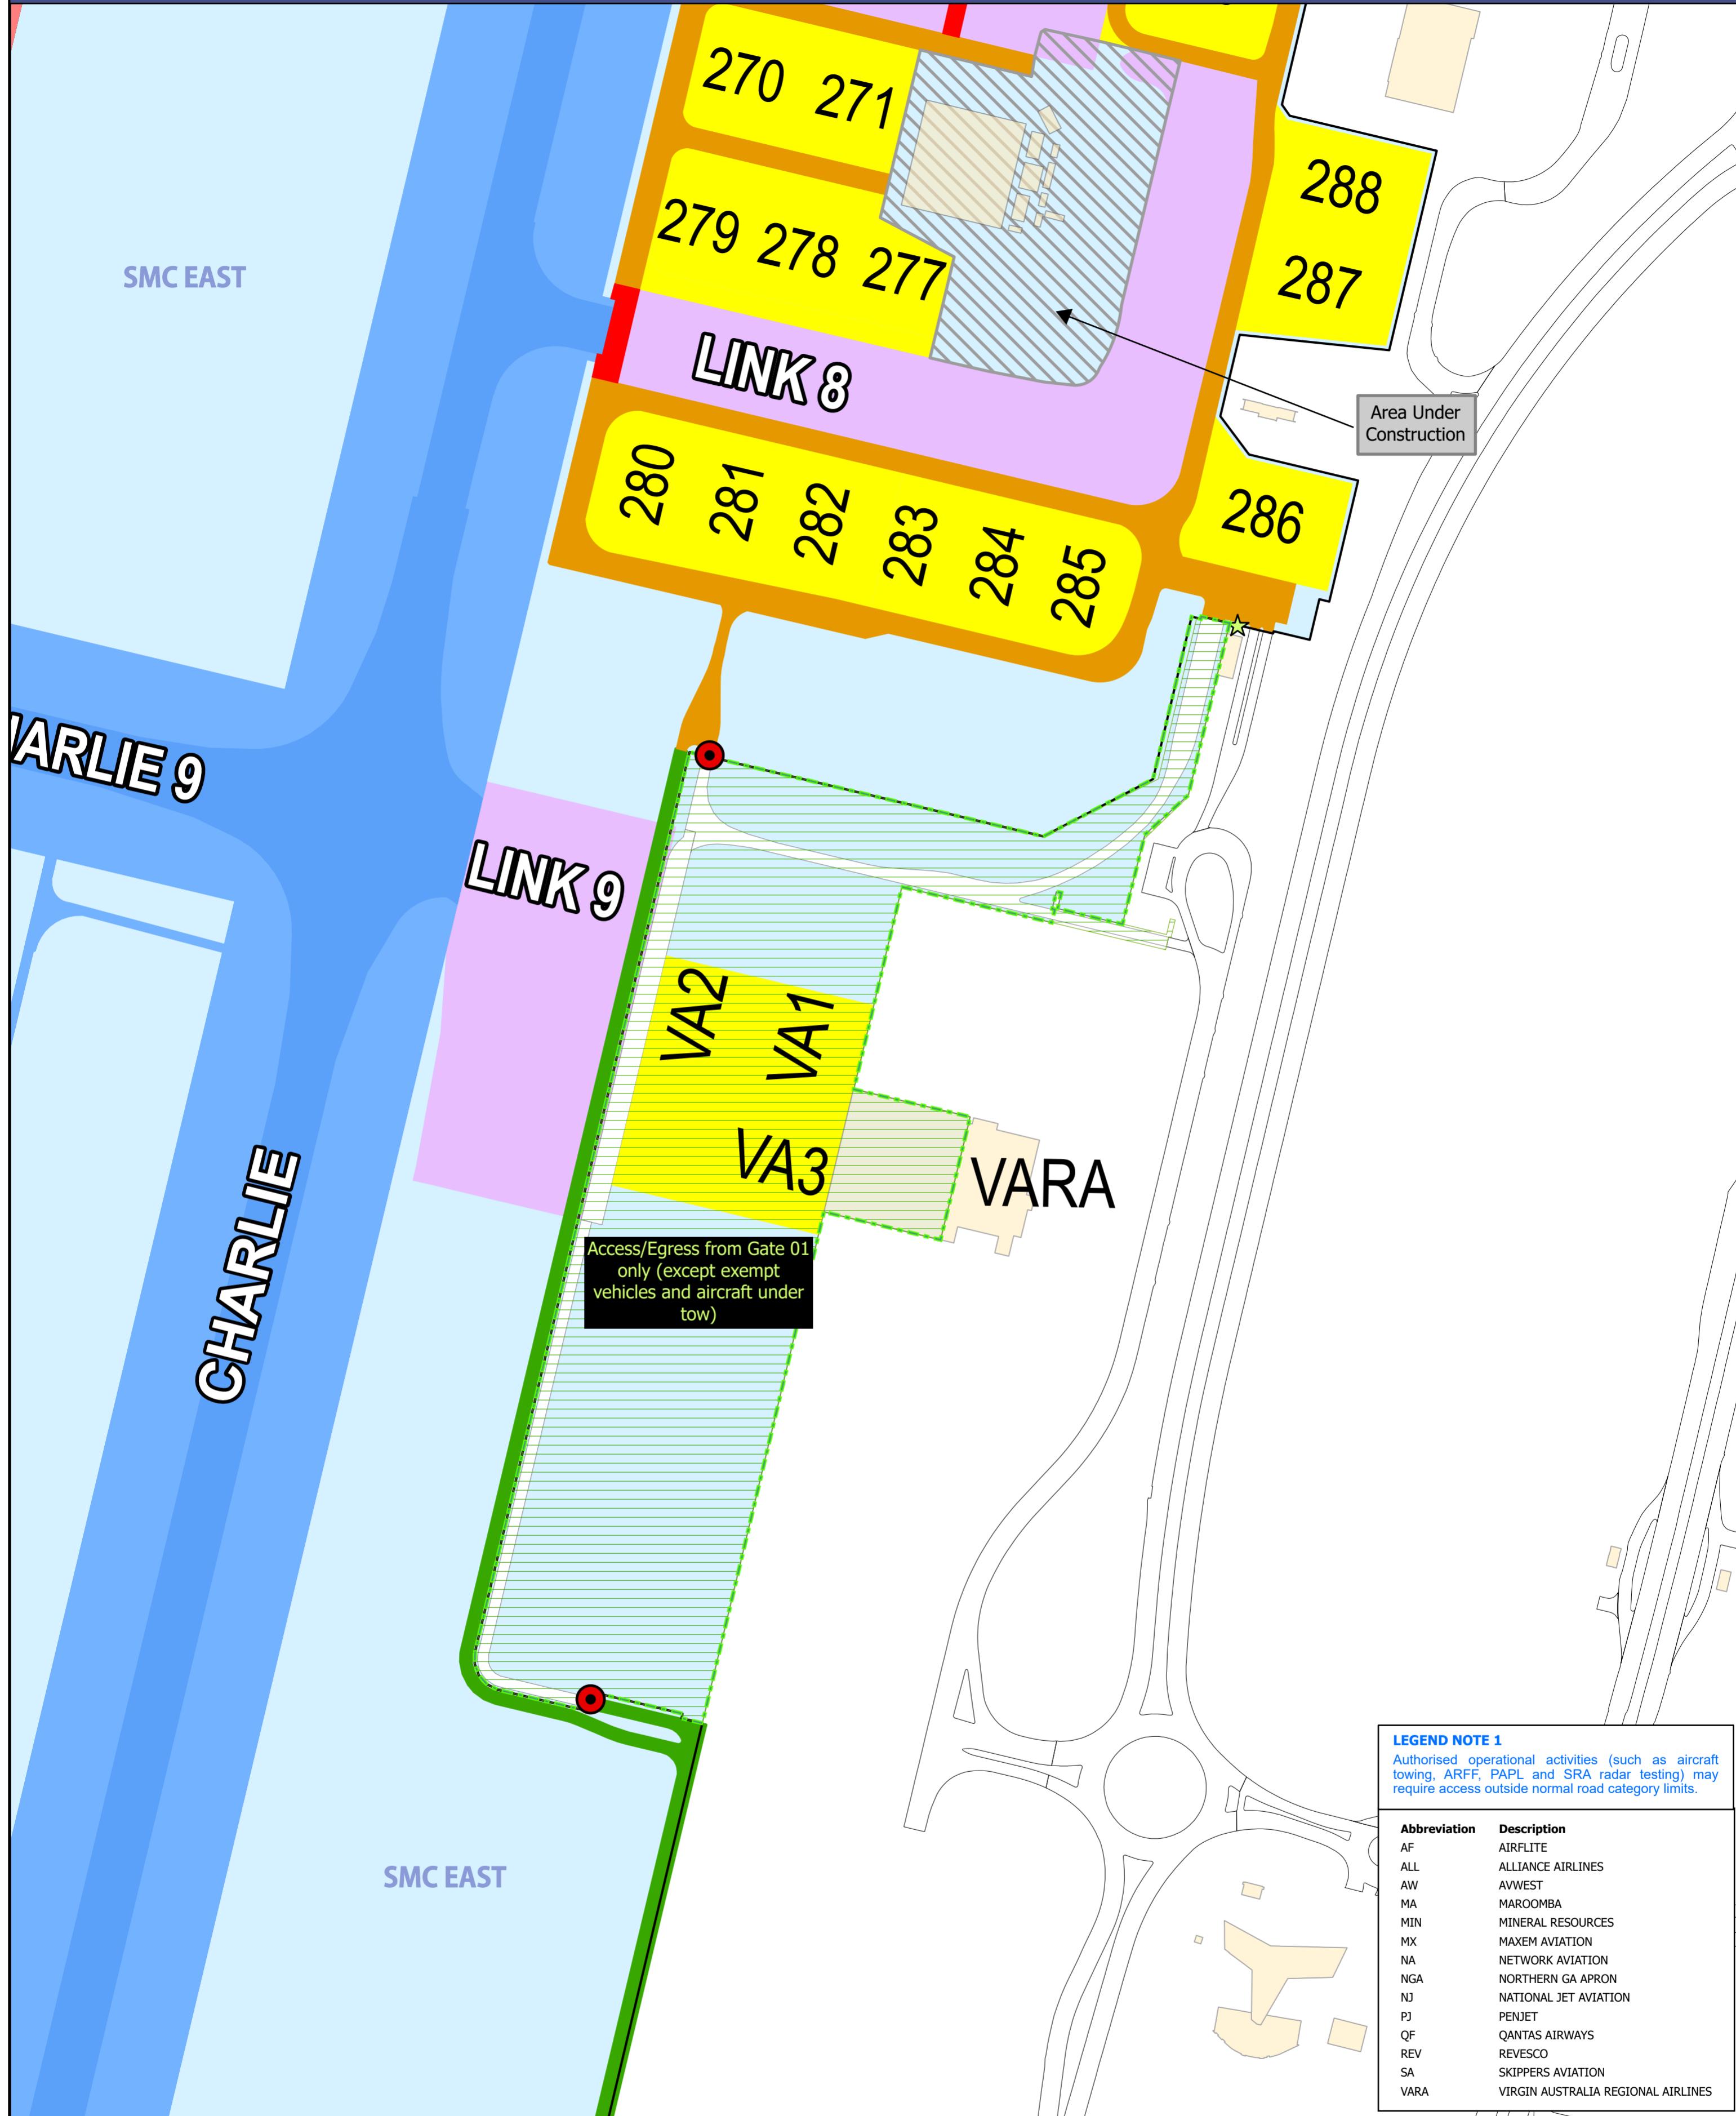 270
271
279
278
277
288
287
SMC EAST
LINK 8
Area Under
Construction
280
281
282
283
284
285
286
HARLIE 9
LINK 9
VA2
VA1
VA3
VARA
Access/Egress from Gate 01
only (except exempt
vehicles and aircraft under
tow)
CHARLIE
SMC EAST
LEGEND NOTE 1
Authorised operational activities (such as aircraft
towing, ARFF, PAPL and SRA radar testing) may
require access outside normal road category limits.
Abbreviation Description
AF AIRFLITE
ALL ALLIANCE AIRLINES
AW AVWEST
MA MAROOMBA
MIN MINERAL RESOURCES
MX MAXEM AVIATION
NA NETWORK AVIATION
NGA NORTHERN GA APRON
NJ NATIONAL JET AVIATION
PJ PENJET
QF QANTAS AIRWAYS
REV REVESCO
SA SKIPPERS AVIATION
VARA VIRGIN AUSTRALIA REGIONAL AIRLINES